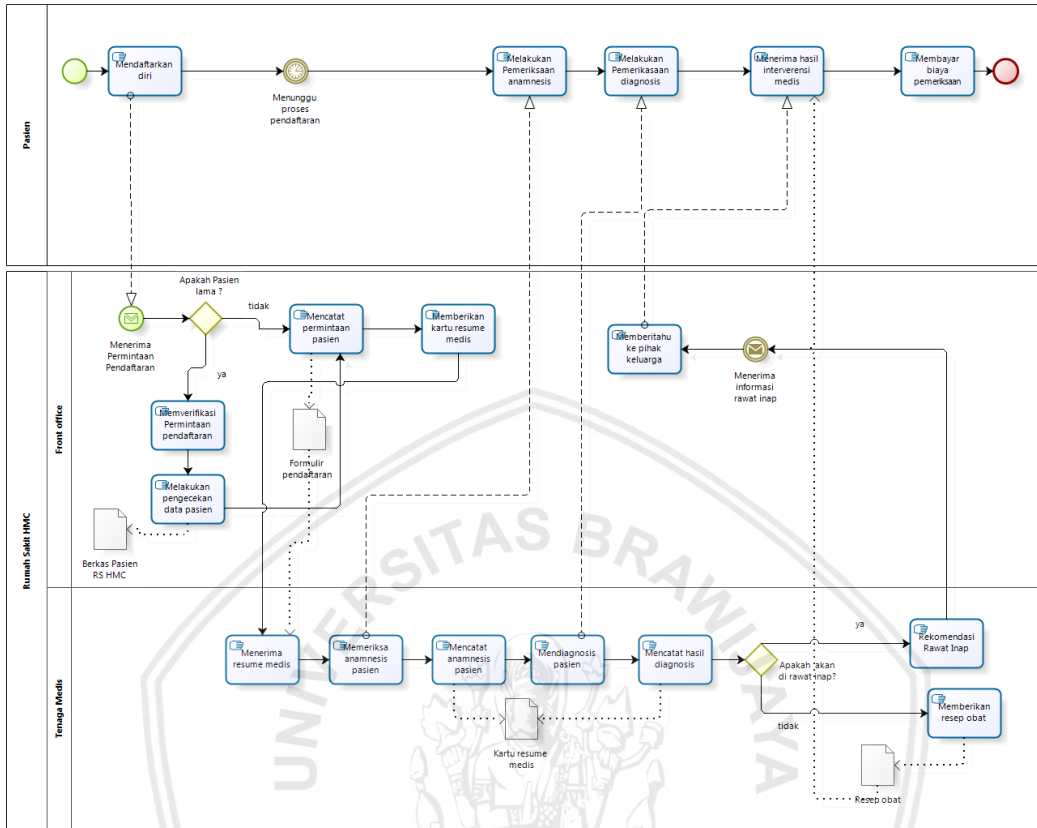 Pasien
Mendaftarkan
diri
Menunggu
proses
pendaftaran
Melakukan
Pemeriksaan
anamnesis
Melakukan
Pemerikasaan
diagnosis
Menerima hasil
interverensi
medis
Membayar
biaya
pemeriksaan
Rumah Sakit HMC
Front office
Menerima
Permintaan
Pendaftaran
Apakah Pasien
lama ?
tidak
ya
Mencatat
permintaan
pasien
Memberikan
kartu resume
medis
Memverifikasi
Permintaan
pendaftaran
Melakukan
pengecekan
data pasien
Berkas Pasien
RS HMC
Formulir
pendaftaran
Memberitahu
ke pihak
keluarga
Menerima
informasi
rawat inap
Tenaga Medis
Menerima
resume medis
Memeriksa
anamnesis
pasien
Mencatat
anamnesis
pasien
Mendiagnosis
pasien
Mencatat hasil
diagnosis
Kartu resume
medis
Apakah akan
di rawat inap?
ya
tidak
Rekomendasi
Rawat Inap
Memberikan
resep obat
Resep obat
UNIVERSITAS BRAWIJAYA